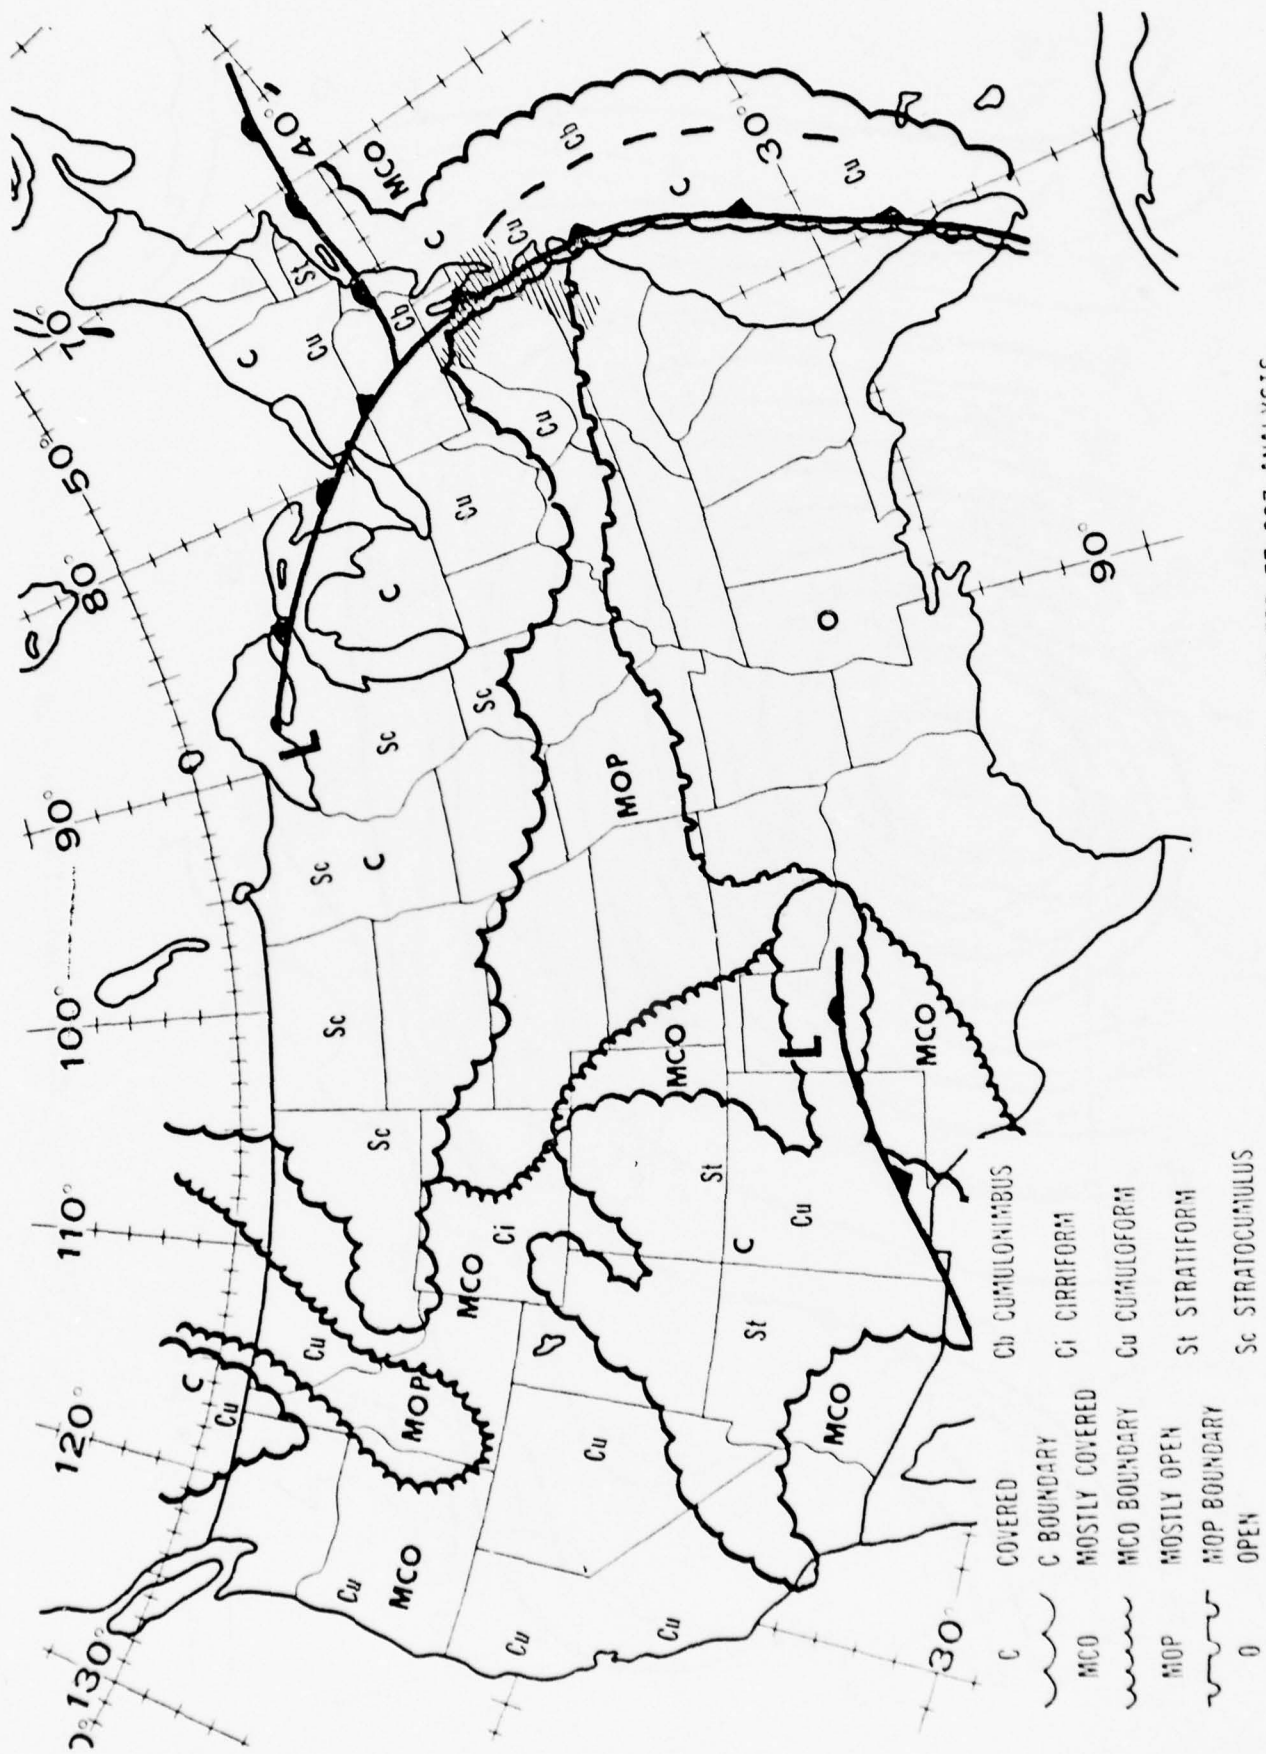 130°
120°
110°
100°
90°
80°
50°
70°
40°
30°
90°
30°
C
Cu
Cu
MOP
MCO
Cu
MCO
Ci
Cu
Cu
Cu
MCO
St
C
St
Cu
Sc
Sc
Sc
C
Sc
Sc
L
MOP
MCO
L
MCO
O
C
Cu
Cu
C
Cu
St
Cb
C
Cu
MCO
Cb
C
Cu
C COVERED
C BOUNDARY
MCO MOSTLY COVERED
MCO BOUNDARY
MOP MOSTLY OPEN
MOP BOUNDARY
O OPEN
Cb CUMULONIMBUS
Ci CIRRIFORM
Cu CUMULOFORM
St STRATIFORM
Sc STRATOCUMULUS
ANALYSIS